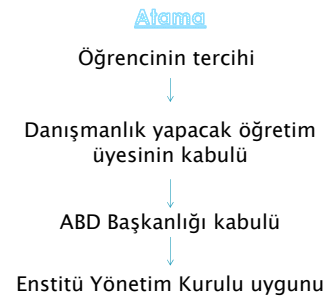 Atama
Öğrencinin tercihi
Danışmanlık yapacak öğretim
üyesinin kabulü
ABD Başkanlığı kabulü
Enstitü Yönetim Kurulu uygunu